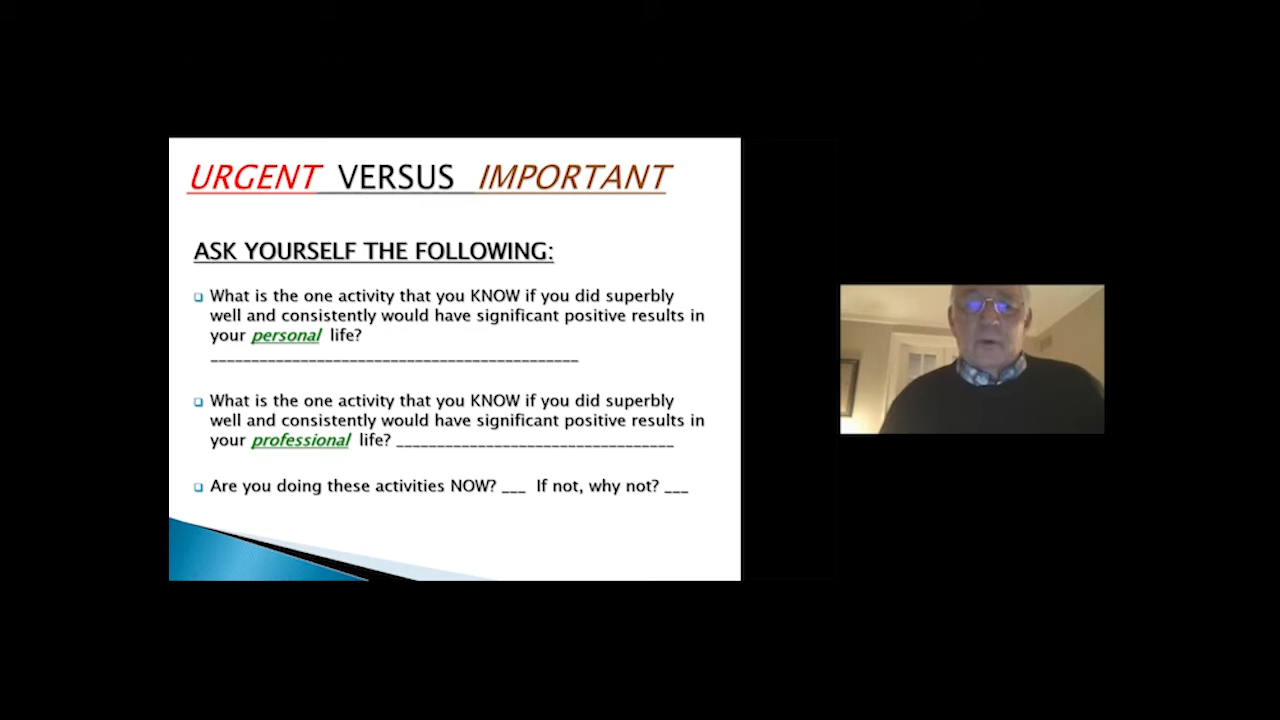 URGENT VERSUS IMPORTANT
ASK YOURSELF THE FOLLOWING:
What is the one activity that you KNOW if you did superbly
well and consistently would have significant positive results in
your personal life?
_____________________________________________
What is the one activity that you KNOW if you did superbly
well and consistently would have significant positive results in
your professional life? __________________________________
Are you doing these activities NOW? ___ If not, why not? ___